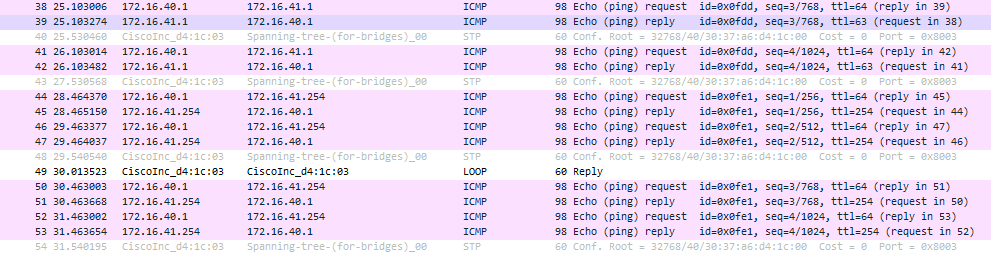 38 25.103006 172.16.40.1 172.16.41.1 ICMP 98 Echo (ping) request id=0x0fdd, seq=3/768, ttl=64 (reply in 39)
39 25.103274 172.16.41.1 172.16.40.1 ICMP 98 Echo (ping) reply id=0x0fdd, seq=3/768, ttl=63 (request in 38)
40 25.530460 CiscoInc_d4:1c:03 Spanning-tree-(for-bridges)_00 STP 60 Conf. Root = 32768/40/30:37:a6:d4:1c:00 Cost = 0 Port = 0x8003
41 26.103014 172.16.40.1 172.16.41.1 ICMP 98 Echo (ping) request id=0x0fdd, seq=4/1024, ttl=64 (reply in 42)
42 26.103482 172.16.41.1 172.16.40.1 ICMP 98 Echo (ping) reply id=0x0fdd, seq=4/1024, ttl=63 (request in 41)
43 27.530568 CiscoInc_d4:1c:03 Spanning-tree-(for-bridges)_00 STP 60 Conf. Root = 32768/40/30:37:a6:d4:1c:00 Cost = 0 Port = 0x8003
44 28.464370 172.16.40.1 172.16.41.254 ICMP 98 Echo (ping) request id=0x0fe1, seq=1/256, ttl=64 (reply in 45)
45 28.465150 172.16.41.254 172.16.40.1 ICMP 98 Echo (ping) reply id=0x0fe1, seq=1/256, ttl=254 (request in 44)
46 29.463377 172.16.40.1 172.16.41.254 ICMP 98 Echo (ping) request id=0x0fe1, seq=2/512, ttl=64 (reply in 47)
47 29.464037 172.16.41.254 172.16.40.1 ICMP 98 Echo (ping) reply id=0x0fe1, seq=2/512, ttl=254 (request in 46)
48 29.540540 CiscoInc_d4:1c:03 Spanning-tree-(for-bridges)_00 STP 60 Conf. Root = 32768/40/30:37:a6:d4:1c:00 Cost = 0 Port = 0x8003
49 30.013523 CiscoInc_d4:1c:03 CiscoInc_d4:1c:03 LOOP 60 Reply
50 30.463003 172.16.40.1 172.16.41.254 ICMP 98 Echo (ping) request id=0x0fe1, seq=3/768, ttl=64 (reply in 51)
51 30.463668 172.16.41.254 172.16.40.1 ICMP 98 Echo (ping) reply id=0x0fe1, seq=3/768, ttl=254 (request in 50)
52 31.463002 172.16.40.1 172.16.41.254 ICMP 98 Echo (ping) request id=0x0fe1, seq=4/1024, ttl=64 (reply in 53)
53 31.463654 172.16.41.254 172.16.40.1 ICMP 98 Echo (ping) reply id=0x0fe1, seq=4/1024, ttl=254 (request in 52)
54 31.540195 CiscoInc_d4:1c:03 Spanning-tree-(for-bridges)_00 STP 60 Conf. Root = 32768/40/30:37:a6:d4:1c:00 Cost = 0 Port = 0x8003